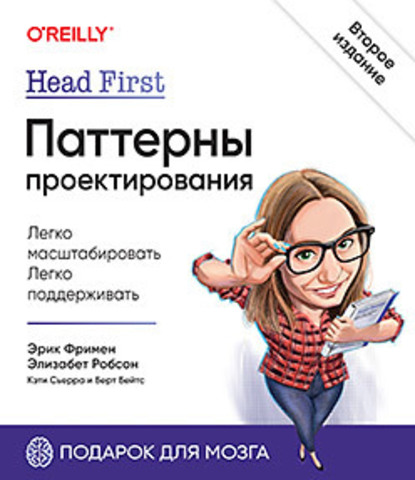 O'REILLY®
Второе
издание
Head First
Паттерны
проектирования
Легко
масштабировать
Легко
поддерживать
Эрик Фримен
Элизабет Робсон
Кэти Сьерра и Берт Бейтс
ПОДАРОК ДЛЯ МОЗГА